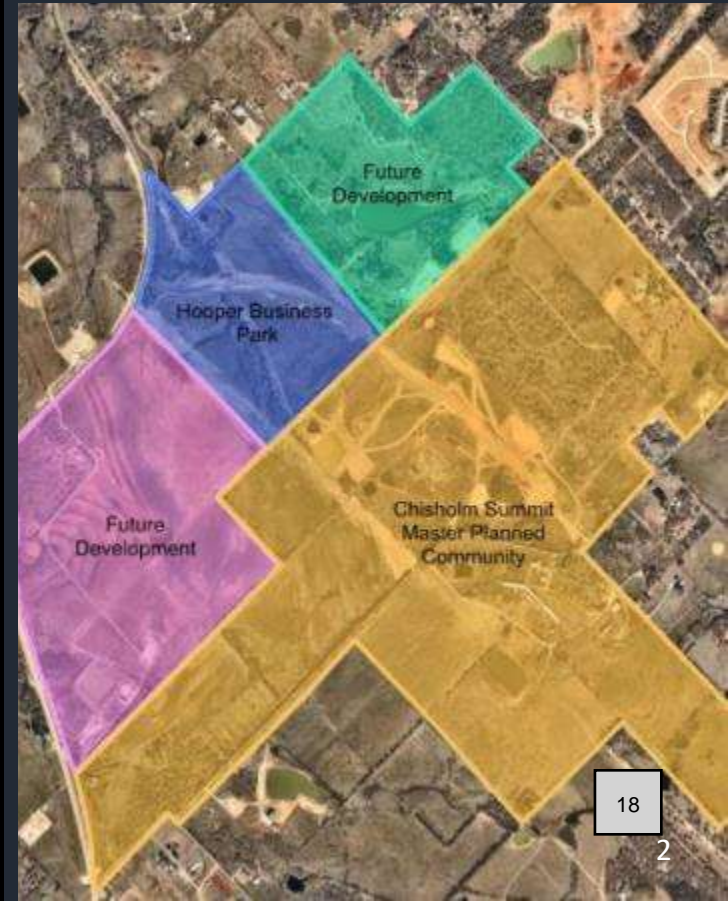 Future
Development
Hooper Business
Park
Future
Development
Chisholm Summit
Master Planned
Community
18
2